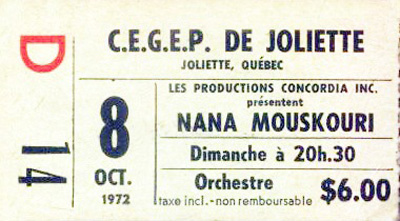 D 14
C.E.G.E.P. DE JOLIETTE
JOLIETTE, QUÉBEC
8
OCT.
1972
LES PRODUCTIONS CONCORDIA INC.
présentent
NANA MOUSKOURI
Dimanche à 20h.30
Orchestre
$6.00
taxe incl.-non remboursable